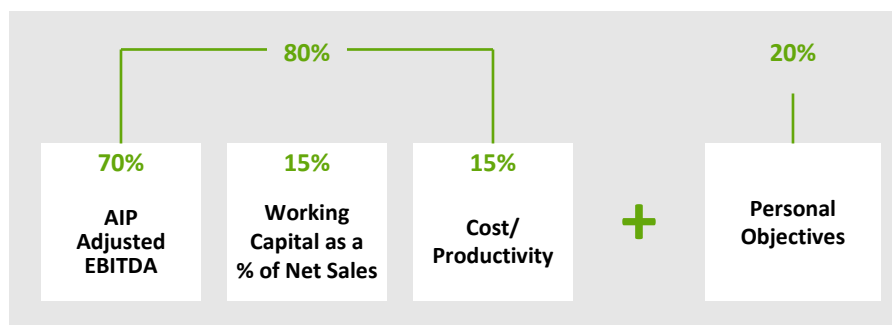 80%
20%
70%
15%
15%
AIP
Adjusted
EBITDA
Working
Capital as a
% of Net Sales
Cost/
Productivity
+
Personal
Objectives